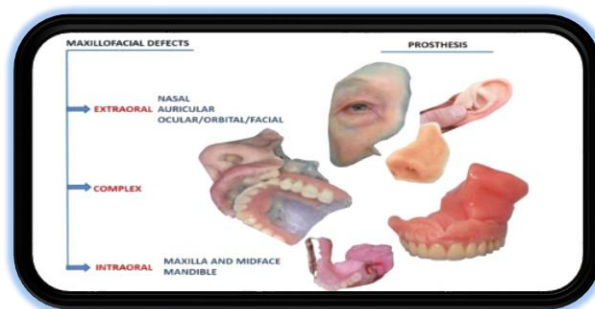 MAXILLOFACIAL DEFECTS
PROSTHESIS
EXTRAORAL
NASAL
AURICULAR
OCULAR/ORBITAL/FACIAL
COMPLEX
INTRAORAL
MAXILLA AND MIDFACE
MANDIBLE